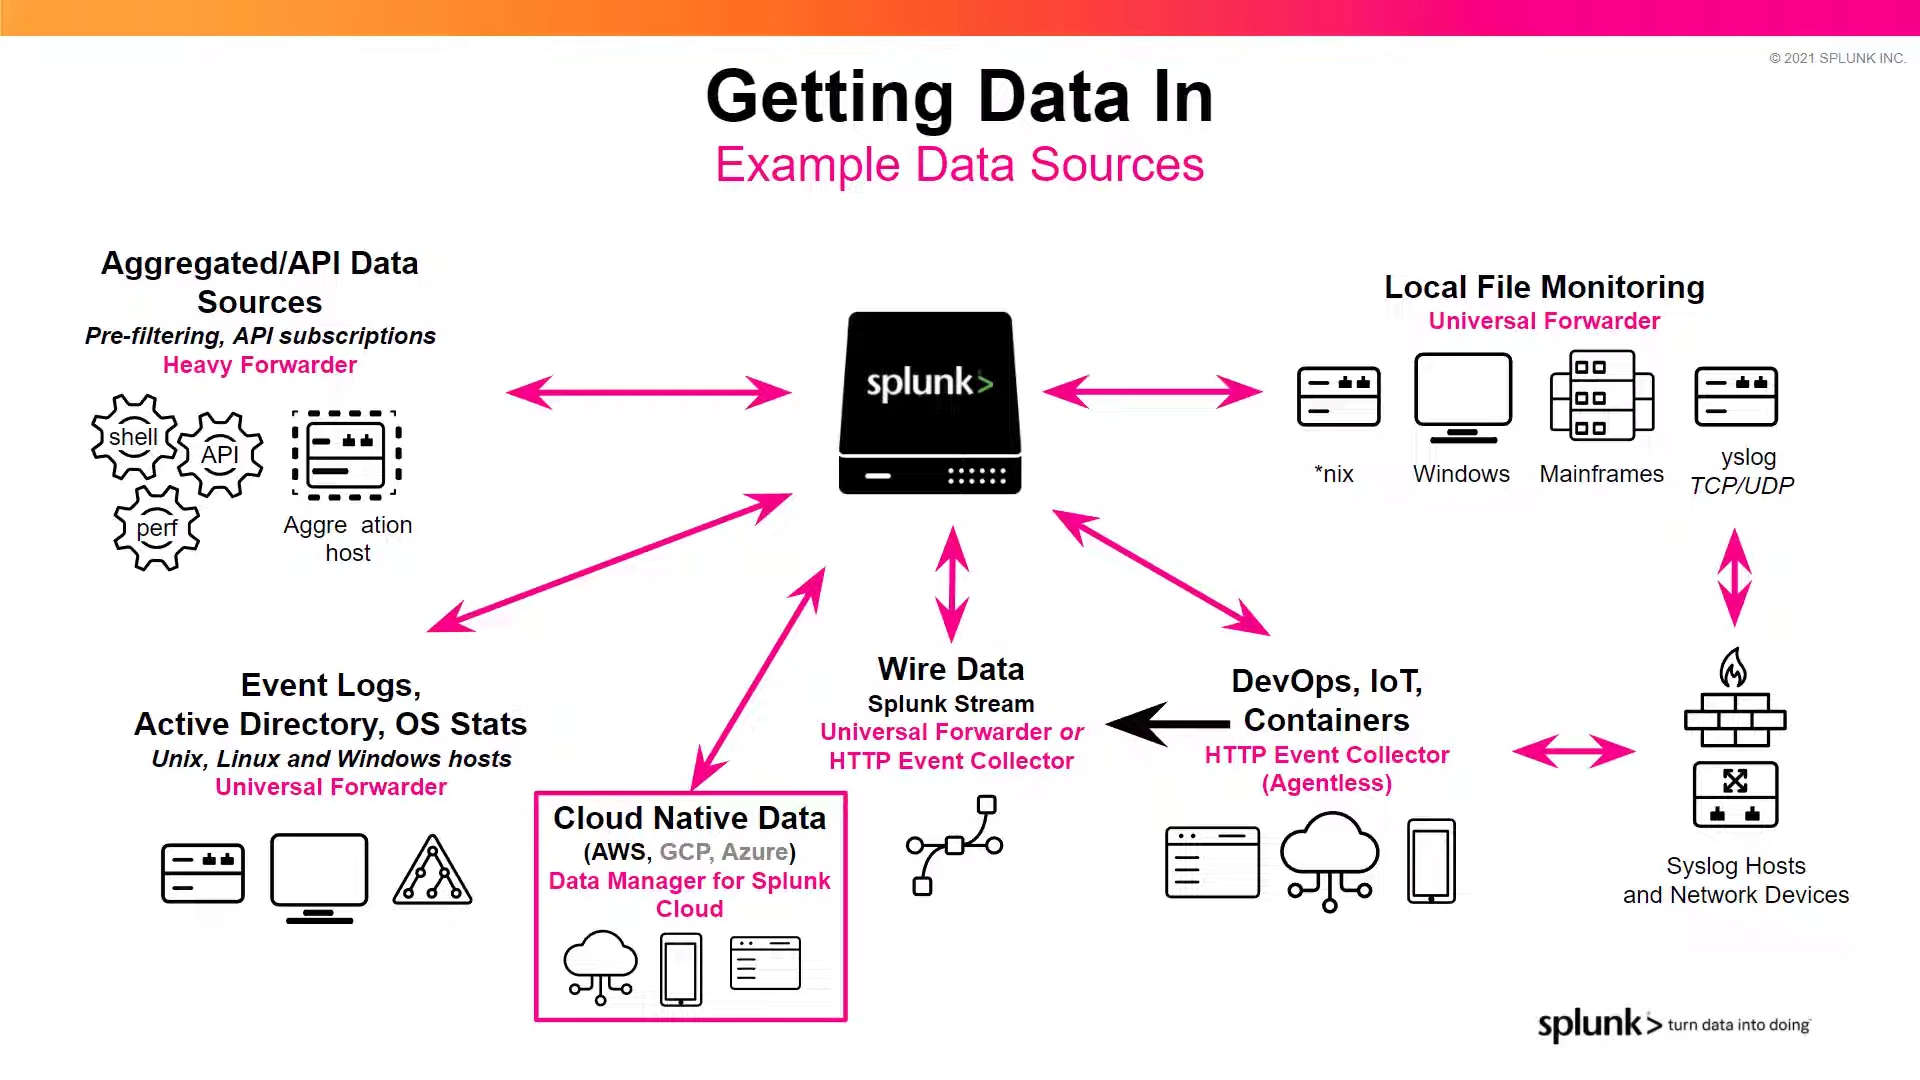 © 2021 SPLUNK INC.
Getting Data In
Example Data Sources
Aggregated/API Data
Sources
Pre-filtering, API subscriptions
Heavy Forwarder
shell
API
perf
Aggre ation
host
splunk>
Local File Monitoring
Universal Forwarder
*nix
Windows
Mainframes
yslog
TCP/UDP
Event Logs,
Active Directory, OS Stats
Unix, Linux and Windows hosts
Universal Forwarder
Cloud Native Data
(AWS, GCP, Azure)
Data Manager for Splunk
Cloud
Wire Data
Splunk Stream
Universal Forwarder or
HTTP Event Collector
DevOps, IoT,
Containers
HTTP Event Collector
(Agentless)
Syslog Hosts
and Network Devices
splunk> turn data into doing